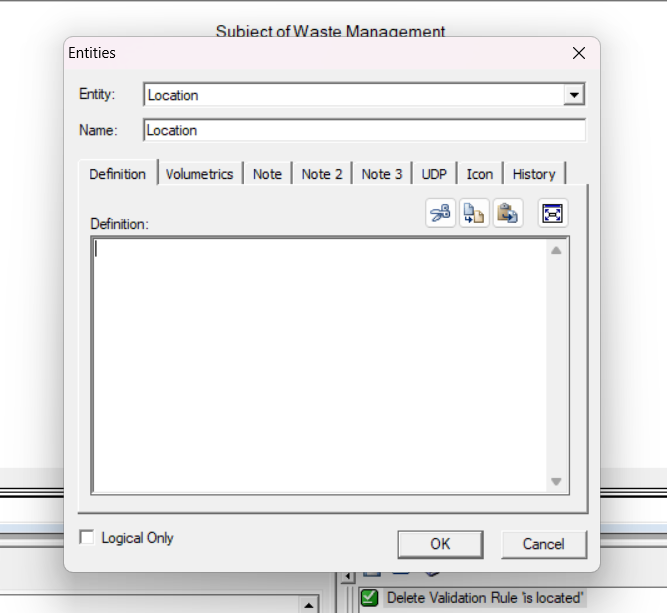 Subject of Waste Management
Entities
Entity: Location
Name: Location
Definition Volumetrics Note Note 2 Note 3 UDP Icon History
Definition:
Logical Only
OK Cancel
Delete Validation Rule 'is located'